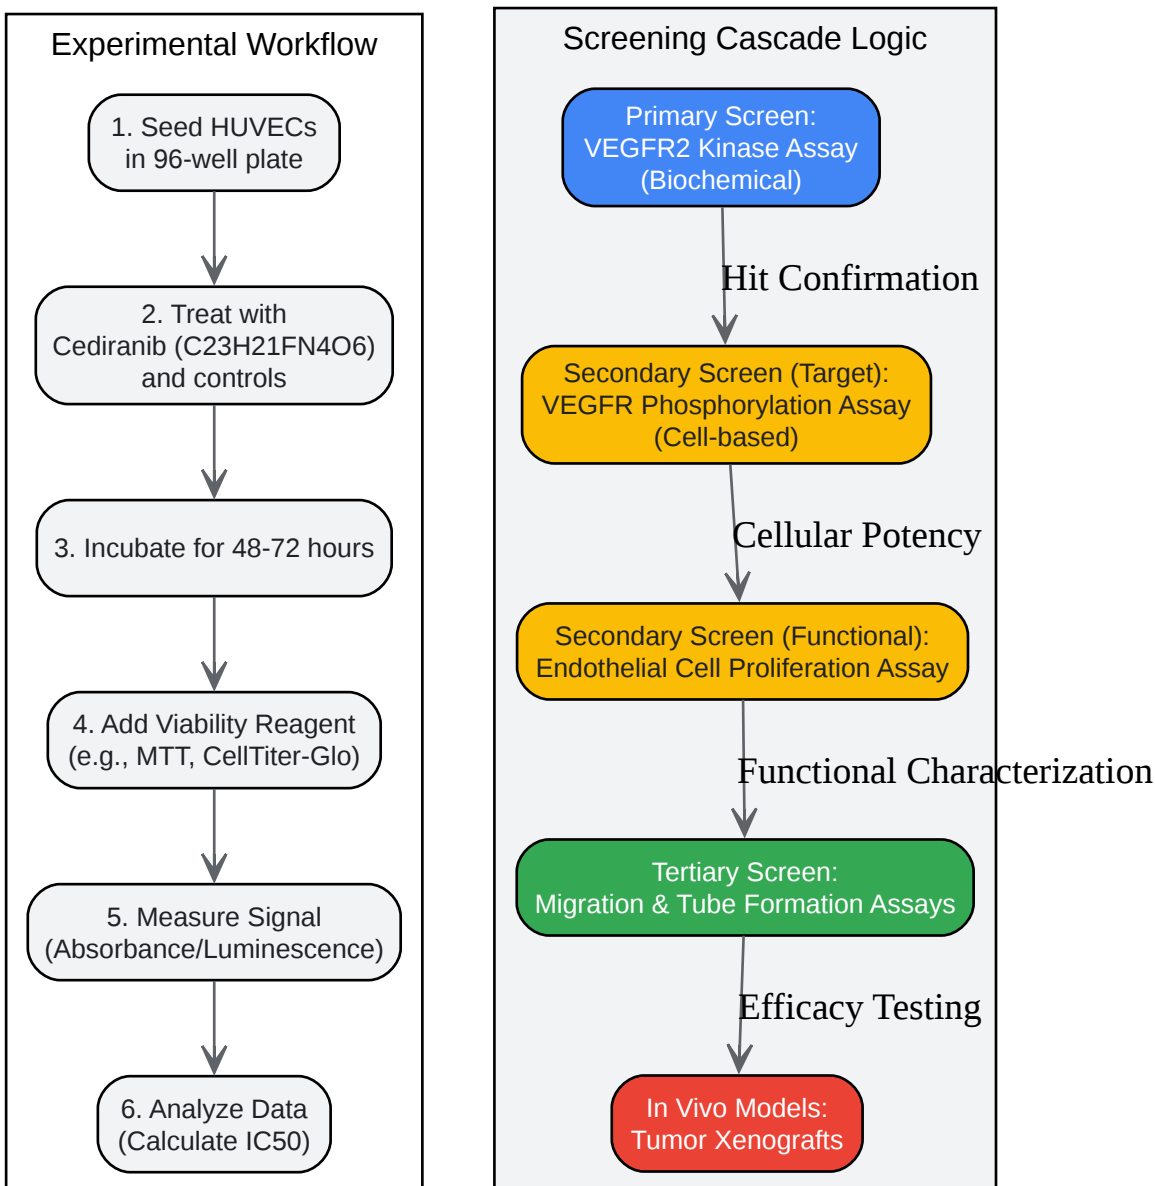 Experimental Workflow
1. Seed HUVECs
in 96-well plate
2. Treat with
Cediranib (C23H21FN4O6)
and controls
3. Incubate for 48-72 hours
4. Add Viability Reagent
(e.g., MTT, CellTiter-Glo)
5. Measure Signal
(Absorbance/Luminescence)
6. Analyze Data
(Calculate IC50)
Screening Cascade Logic
Primary Screen:
VEGFR2 Kinase Assay
(Biochemical)
Hit Confirmation
Secondary Screen (Target):
VEGFR Phosphorylation Assay
(Cell-based)
Cellular Potency
Secondary Screen (Functional):
Endothelial Cell Proliferation Assay
Functional Characterization
Tertiary Screen:
Migration & Tube Formation Assays
Efficacy Testing
In Vivo Models:
Tumor Xenografts